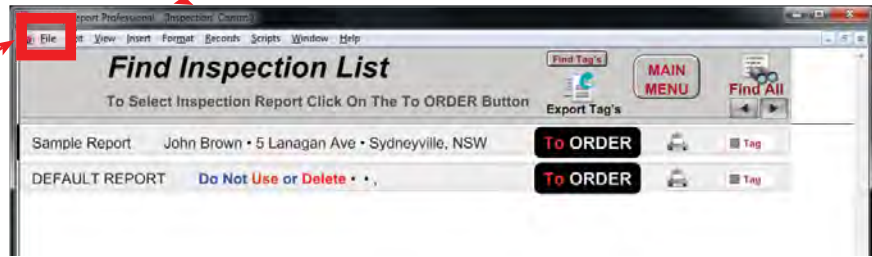 eport Professional
File Edit View Insert Format Records Scripts Window Help
Find Inspection List
To Select Inspection Report Click On The To ORDER Button
Find Tag's
Export Tag's
MAIN
MENU
Find All
Sample Report John Brown • 5 Lanagan Ave • Sydneyville, NSW To ORDER Tag
DEFAULT REPORT Do Not Use or Delete • • , To ORDER Tag